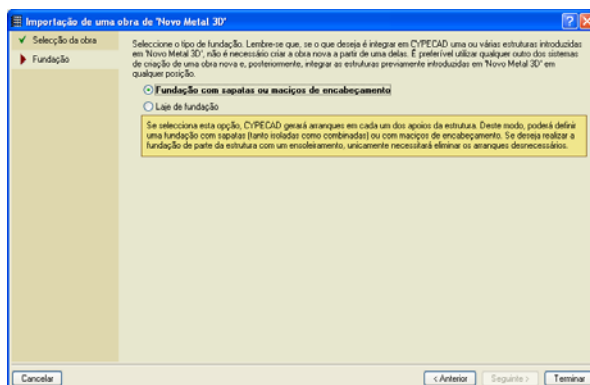 Importação de uma obra de 'Novo Metal 3D'
Selecção da obra
Fundação
Seleccione o tipo de fundação. Lembre-se que, se o que deseja é integrar em CYPECAD uma ou várias estruturas introduzidas
em 'Novo Metal 3D', não é necessário criar a obra nova a partir de uma delas. É preferível utilizar qualquer outro dos sistemas
de criação de uma obra nova e, posteriormente, integrar as estruturas previamente introduzidas em 'Novo Metal 3D' em
qualquer posição.
Fundação com sapatas ou maciços de encabeçamento
Laje de fundação
Se selecciona esta opção, CYPECAD gerará arranques em cada um dos apoios da estrutura. Deste modo, poderá definir
uma fundação com sapatas (tanto isoladas como combinadas) ou com maciços de encabeçamento. Se deseja realizar a
fundação de parte da estrutura com um ensoleiramento, unicamente necessitará eliminar os arranques desnecessários.
Cancelar
< Anterior
Seguinte >
Terminar